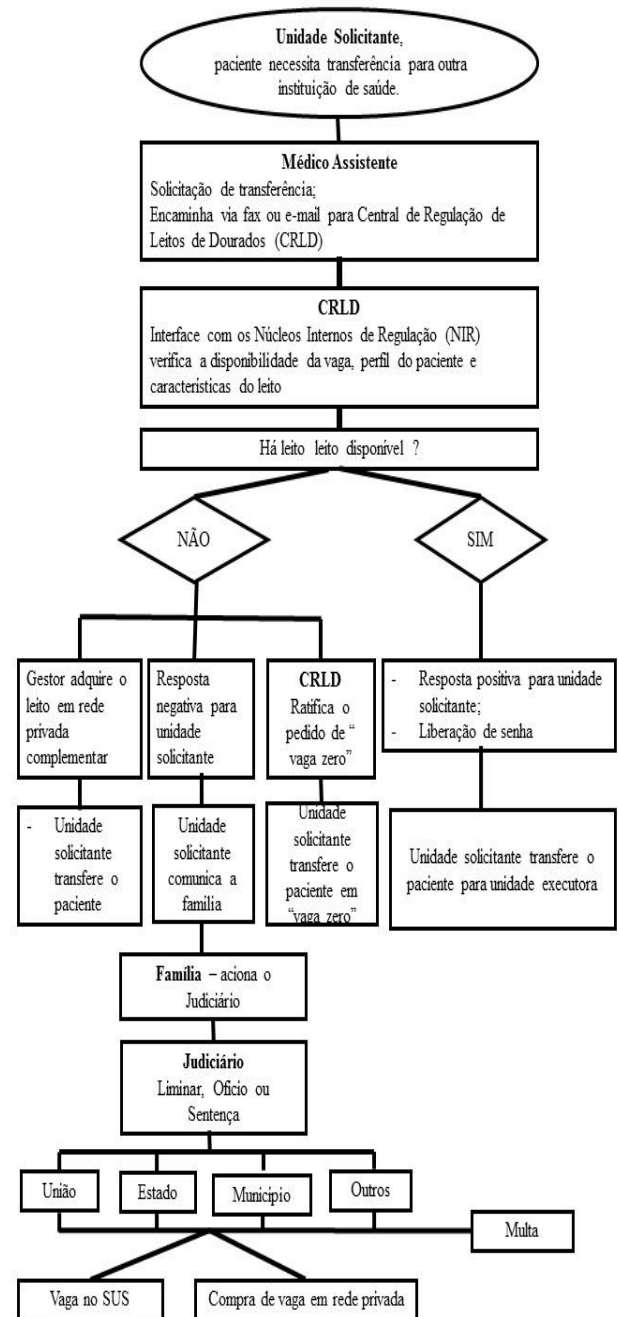 Unidade Solicitante,
paciente necessita transferência para outra
instituição de saúde.
Médico Assistente
Solicitação de transferência;
Encaminha via fax ou e-mail para Central de Regulação de
Leitos de Dourados (CRLD)
CRLD
Interface com os Núcleos Internos de Regulação (NIR)
verifica a disponibilidade da vaga, perfil do paciente e
características do leito
Há leito leito disponível ?
NÃO
SIM
Gestor adquire o
leito em rede
privada
complementar
Resposta
negativa para
unidade
solicitante
CRLD
Ratifica o
pedido de “
vaga zero”
- Resposta positiva para unidade
solicitante;
- Liberação de senha
- Unidade
solicitante
transfere o
paciente
Unidade
solicitante
comunica a
família
Unidade
solicitante
transfere o
paciente em
“vaga zero”
Unidade solicitante transfere o
paciente para unidade executora
Família – aciona o
Judiciário
Judiciário
Liminar, Ofício ou
Sentença
União
Estado
Município
Outros
Multa
Vaga no SUS
Compra de vaga em rede privada